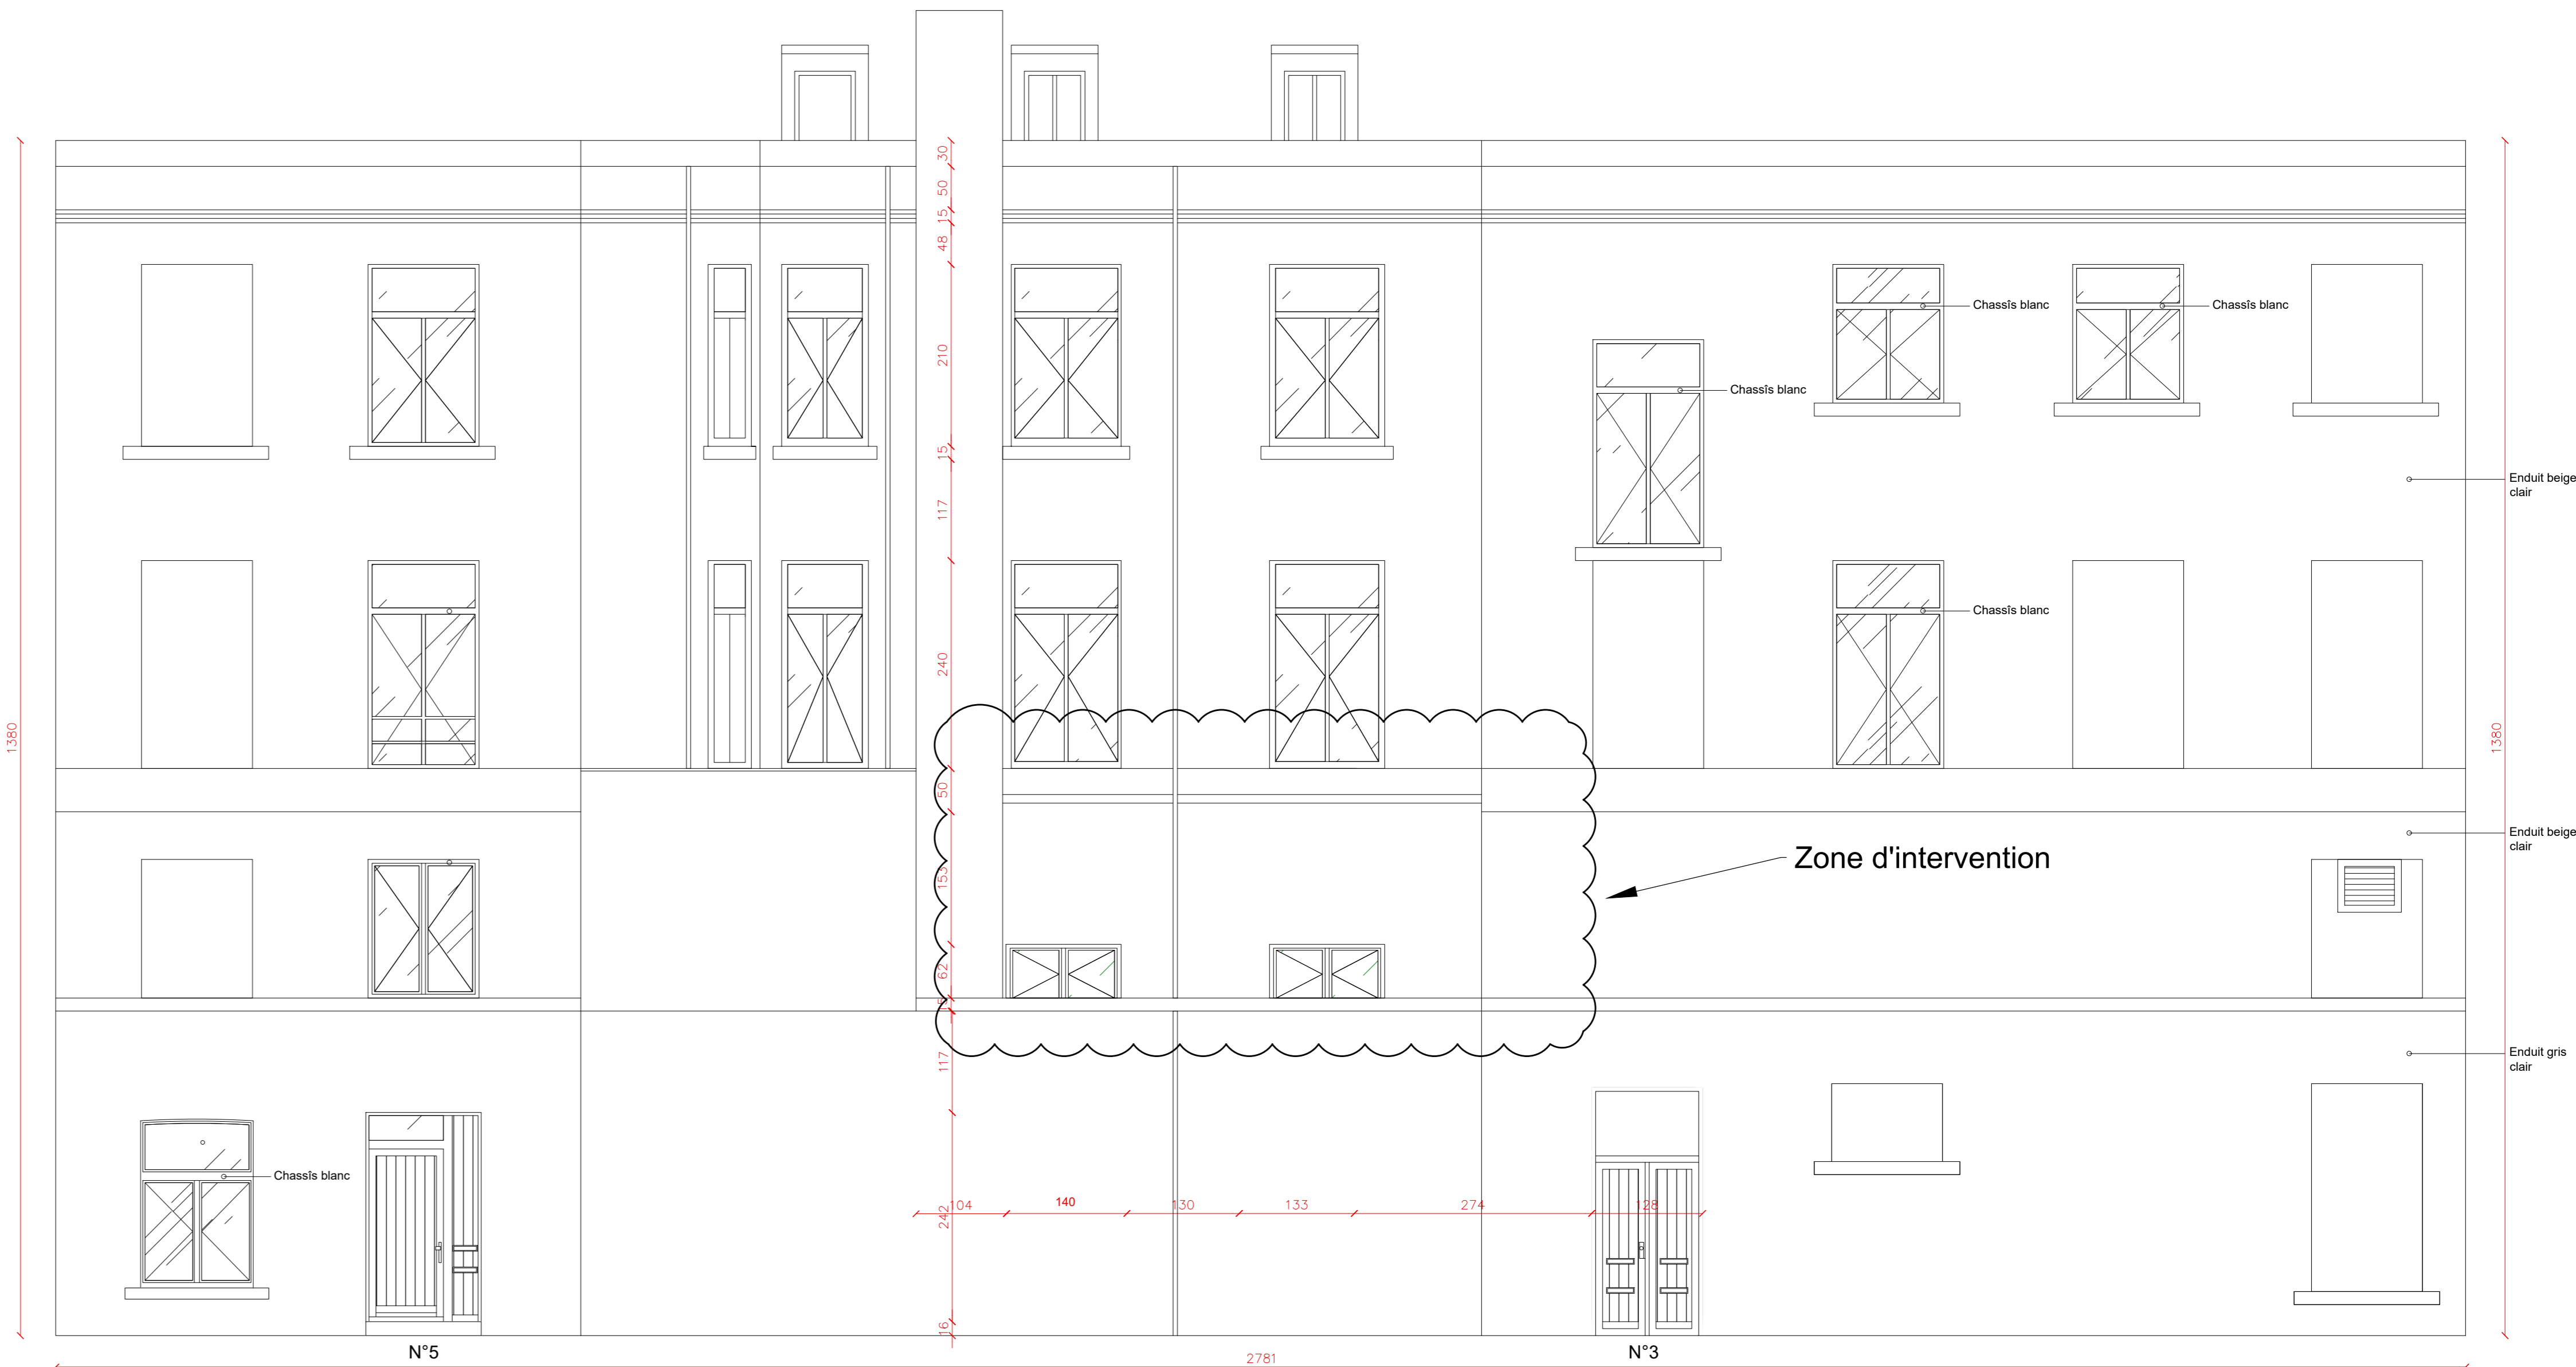 30
50
15
48
Chassîs blanc
Chassîs blanc
210
Chassîs blanc
15
Enduit beige
clair
117
Chassîs blanc
240
1380
1380
50
Enduit beige
clair
Zone d'intervention
153
62
15
117
Enduit gris
clair
Chassîs blanc
242
104
140
130
133
274
128
16
N°5
N°3
2781